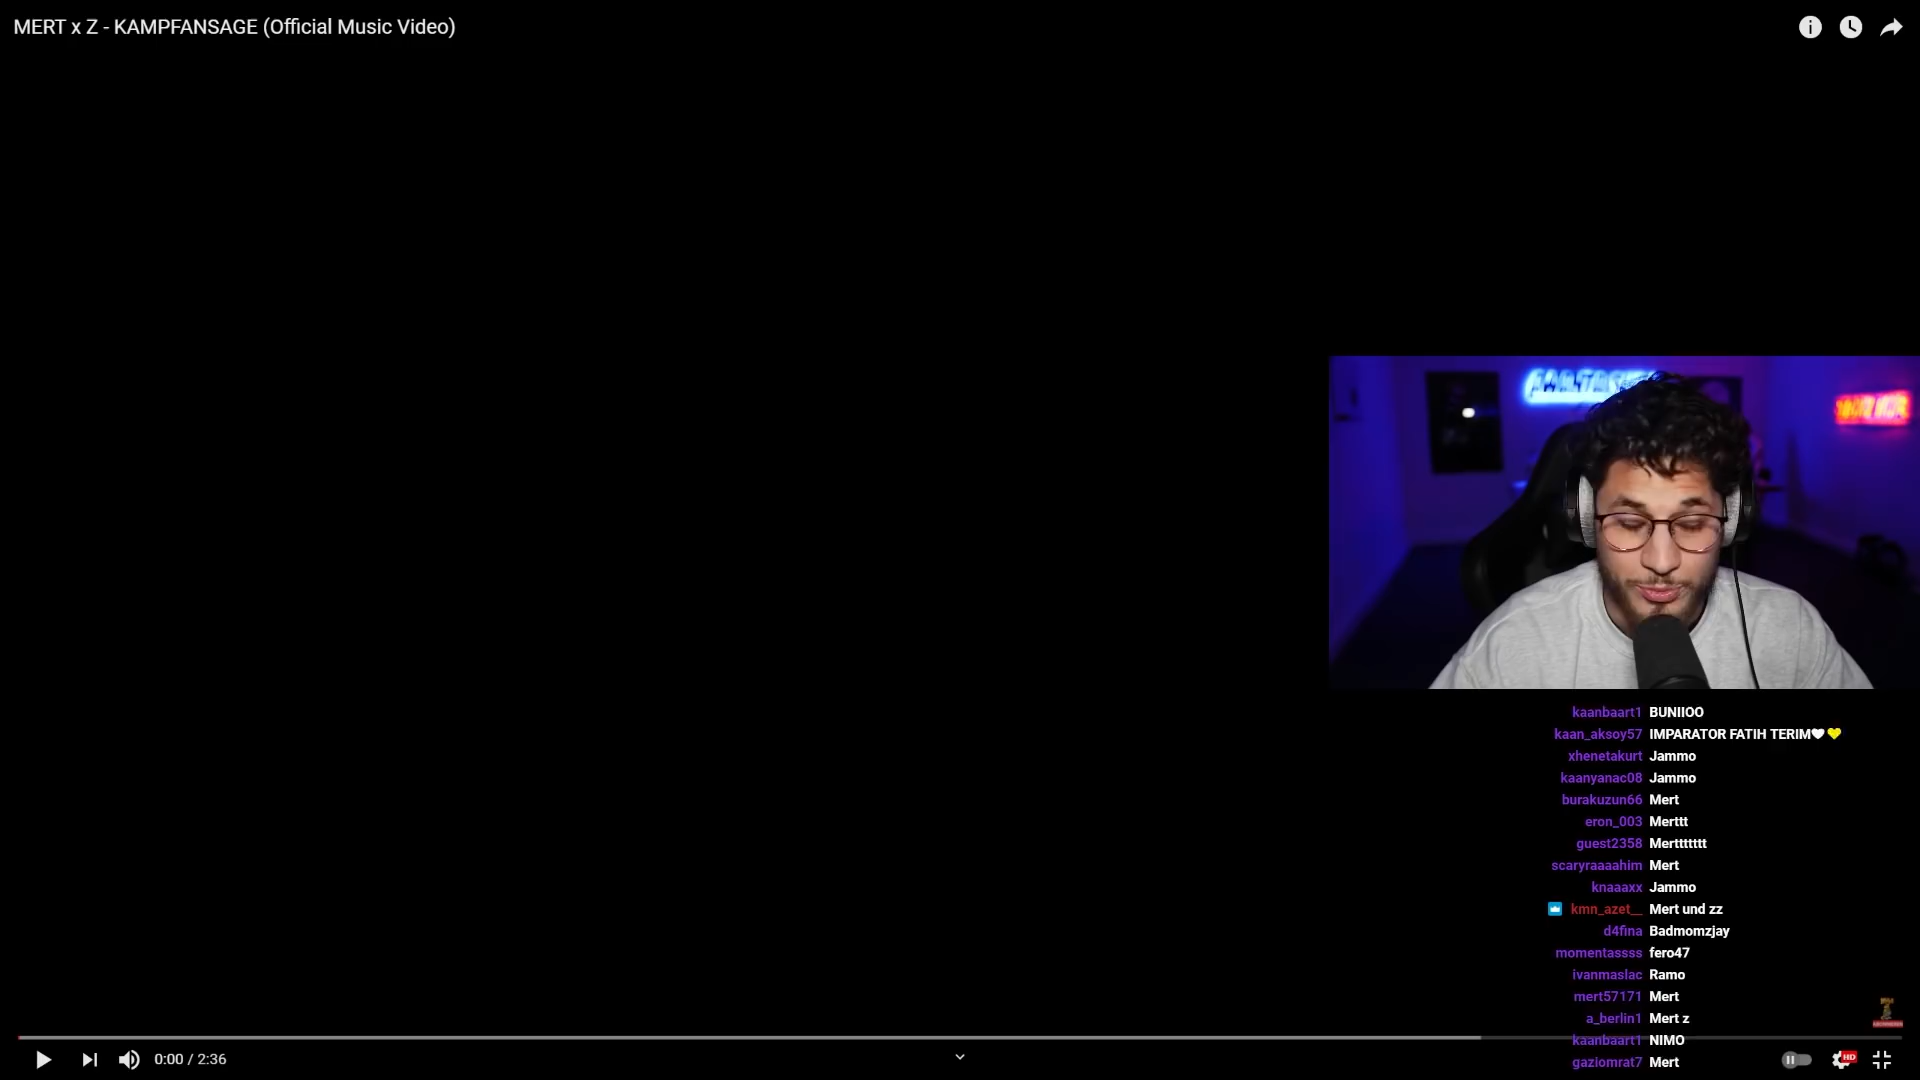 MERT x Z - KAMPFANSAGE (Official Music Video)
kaanbaart1 BUNIIOO
kaan_aksoy57 IMPARATOR FATIH TERIM🤍💛
xhenetakurt Jammo
kaanyanac08 Jammo
burakuzun66 Mert
eron_003 Merttt
guest2358 Mertttttt
scaryraaaahim Mert
knaaaxx Jammo
kmn_azet__ Mert und zz
d4fina Badmomzjay
momentassss fero47
ivanmaslac Ramo
mert57171 Mert
a_berlin1 Mert z
kaanbaart1 NIMO
gaziomrat7 Mert
0:00 / 2:36
HD